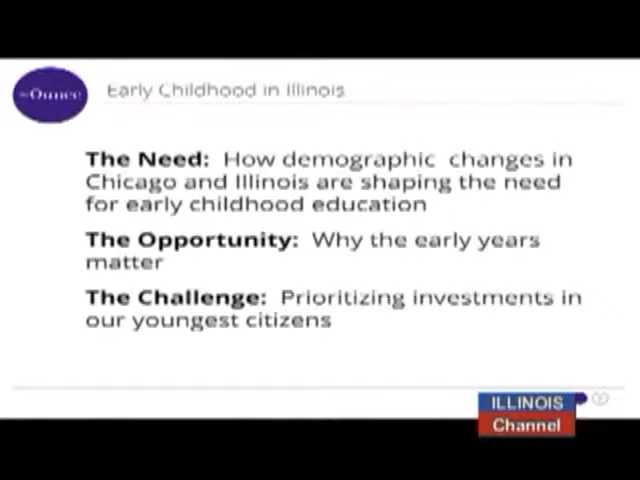 the Ounce
Early Childhood in Illinois
The Need: How demographic changes in
Chicago and Illinois are shaping the need
for early childhood education
The Opportunity: Why the early years
matter
The Challenge: Prioritizing investments in
our youngest citizens
ILLINOIS
Channel